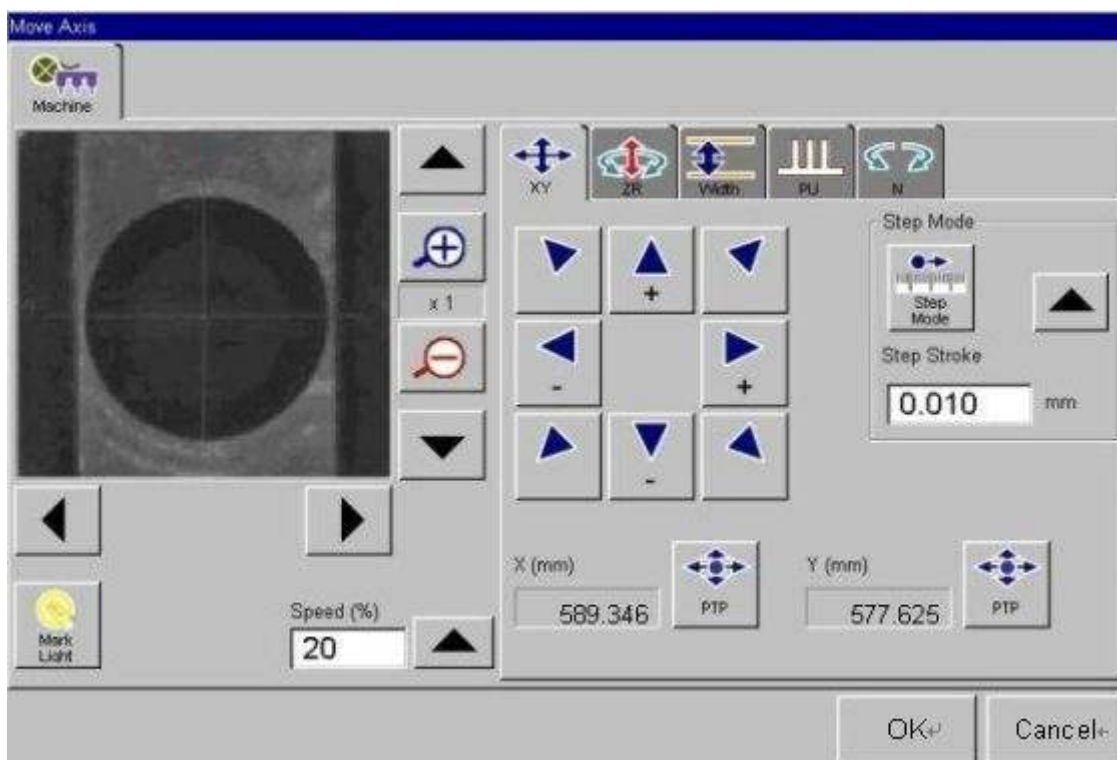 Move Axis
Machine
XY
ZR
Width
PU
N
Step Mode
+
x 1
Step
Mode
-
+
Step Stroke
0.010 mm
-
X (mm)
PTP
Y (mm)
PTP
589.346
577.625
Mark
Light
Speed (%)
20
OK↵
Cancel←